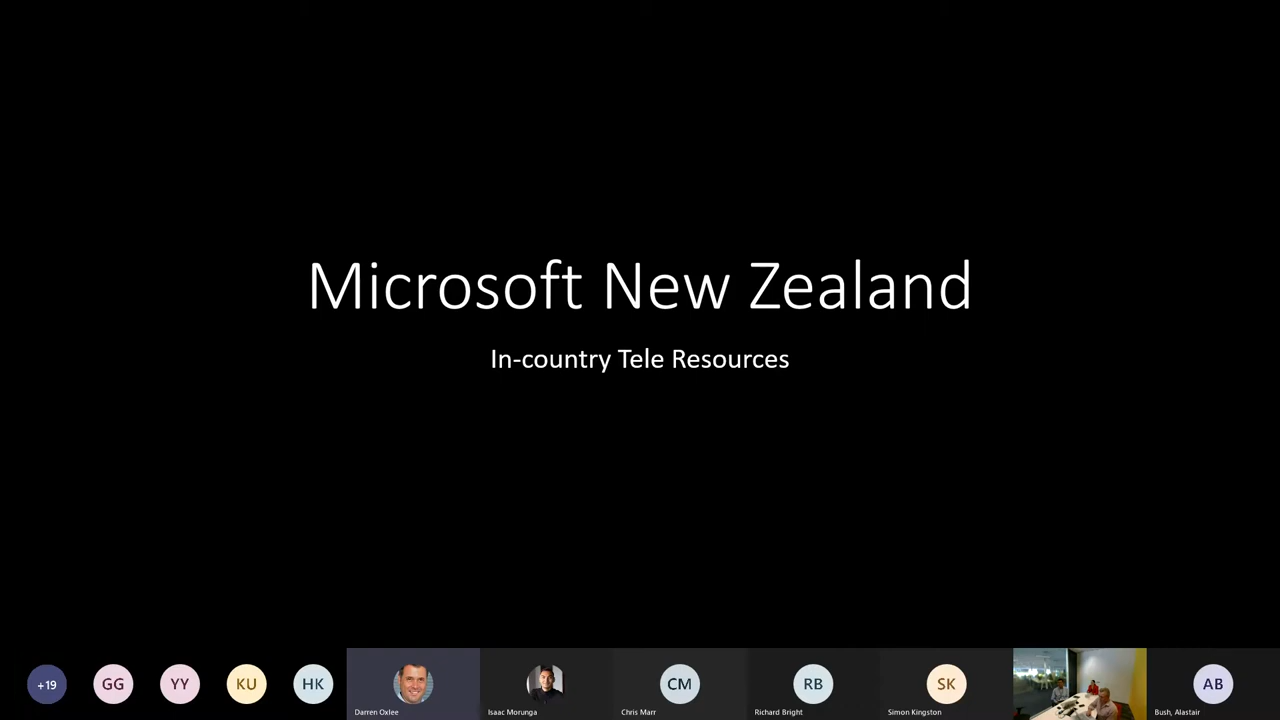 Microsoft New Zealand
In-country Tele Resources
+19
GG
YY
KU
HK
CM
RB
SK
AB
Darren Oxlee
Isaac Morunga
Chris Marr
Richard Bright
Simon Kingston
Bush, Alastair